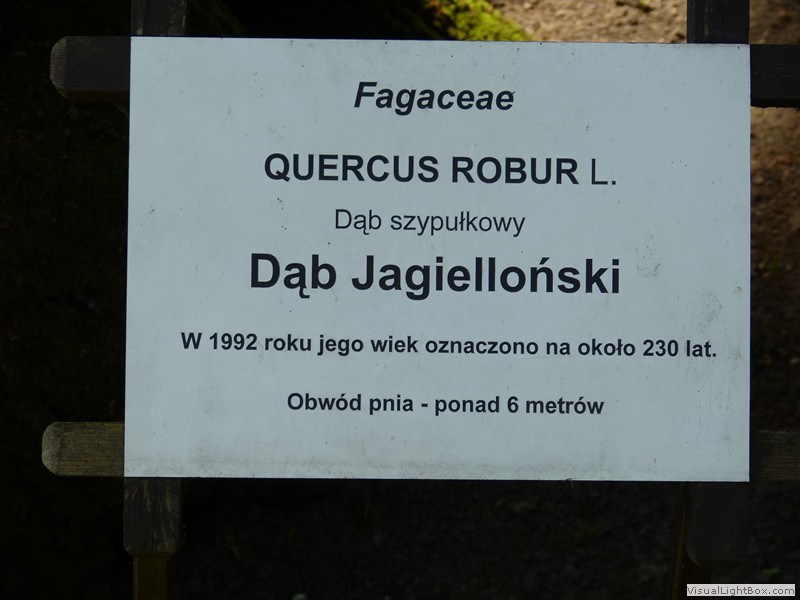 Fagaceae
QUERCUS ROBUR L.
Dąb szypułkowy
Dąb Jagielloński
W 1992 roku jego wiek oznaczono na około 230 lat.
Obwód pnia - ponad 6 metrów
VisualLightBox.com